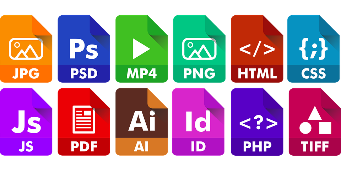 JPG
Ps
PSD
MP4
PNG
</>
HTML
{;}
CSS
Js
JS
PDF
Ai
AI
Id
ID
<?>
PHP
TIFF